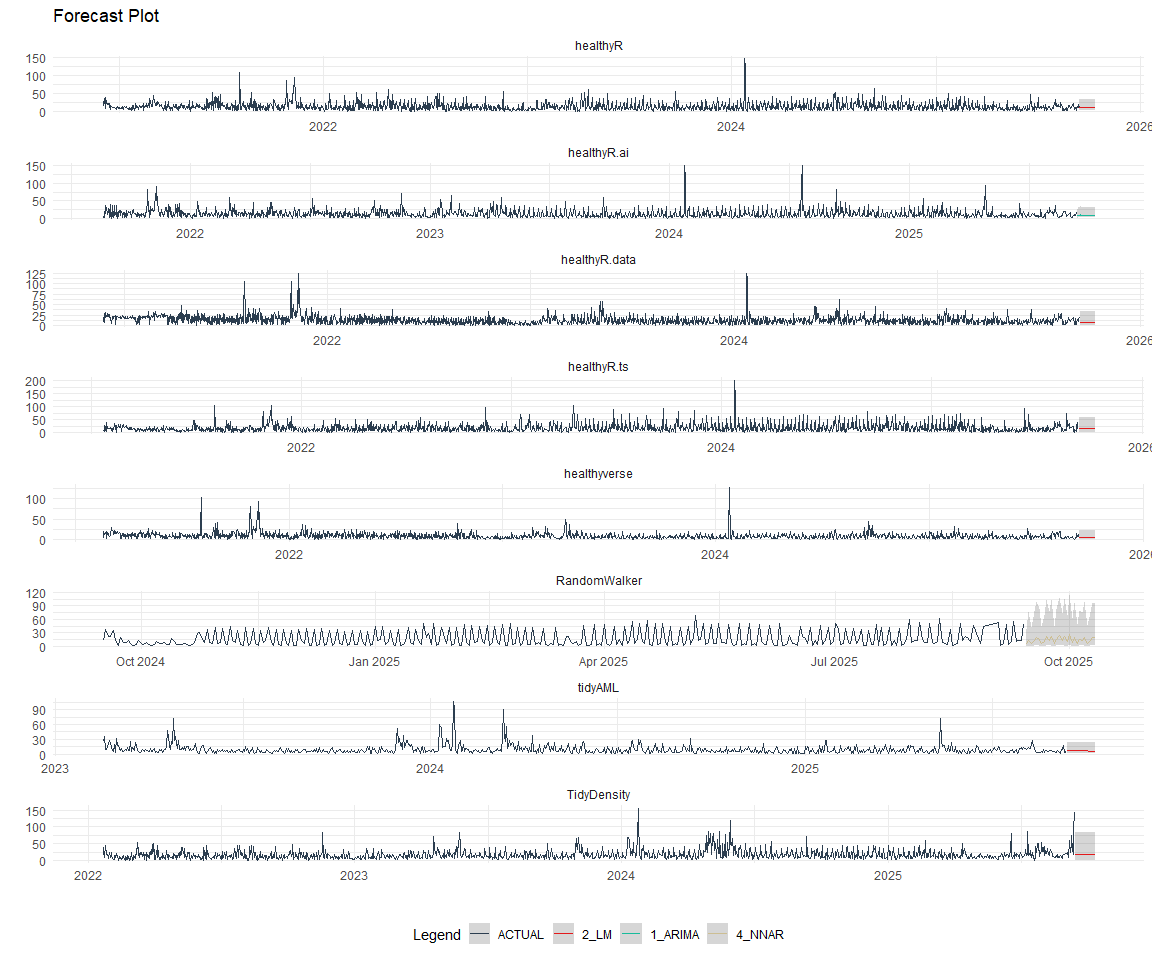 Forecast Plot
healthyR
150
100
50
0
2022 2024 2026
healthyR.ai
150
100
50
0
2022 2023 2024 2025
healthyR.data
125
100
75
50
25
0
2022 2024 2026
healthyR.ts
200
150
100
50
0
2022 2024 2026
healthyverse
100
50
0
2022 2024 2026
RandomWalker
120
90
60
30
0
Oct 2024 Jan 2025 Apr 2025 Jul 2025 Oct 2025
tidyAML
90
60
30
0
2023 2024 2025
TidyDensity
150
100
50
0
2022 2023 2024 2025
Legend ACTUAL 2_LM 1_ARIMA 4_NNAR